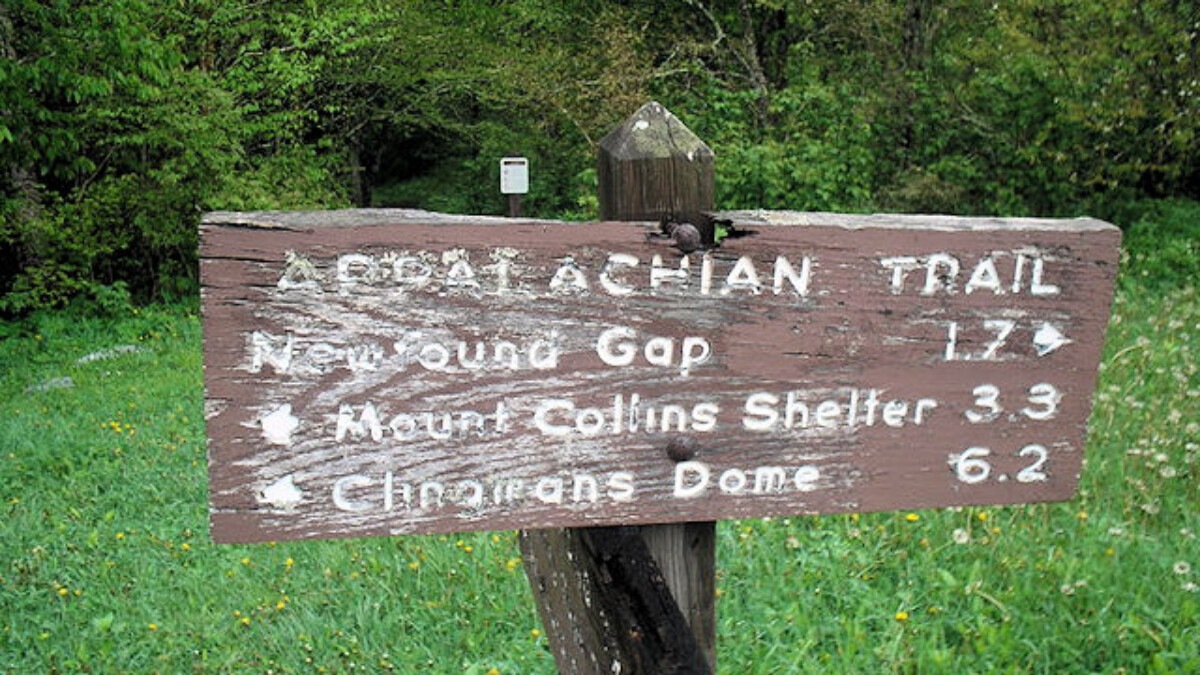 APPALACHIAN TRAIL
Newfound Gap 1.7
Mount Collins Shelter 3.3
Clingmans Dome 6.2